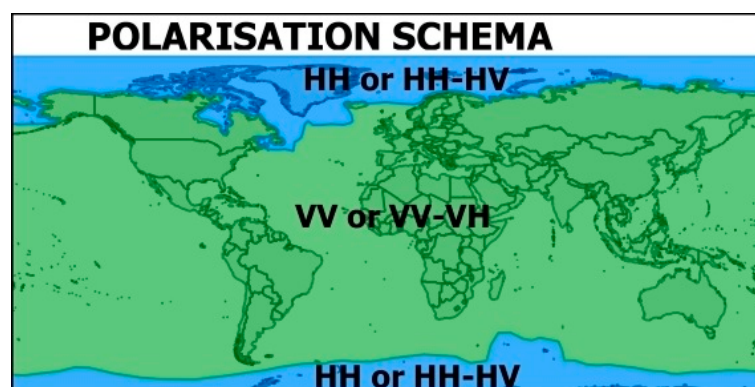 POLARISATION SCHEMA
HH or HH-HV
VV or VV-VH
HH or HH-HV